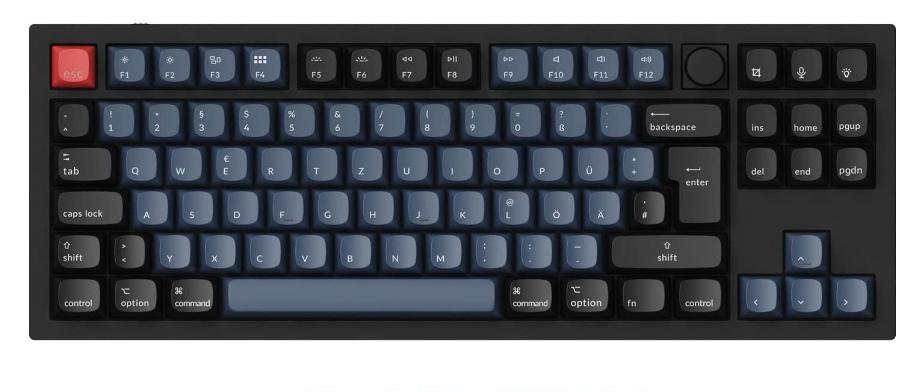 esc F1 F2 F3 F4 F5 F6 F7 F8 F9 F10 F11 F12
! " § $ % & / ( ) = ?
^ 1 2 3 4 5 6 7 8 9 0 ß backspace ins home pgup
tab Q W € E R T Z U I O P Ü * + enter del end pgdn
caps lock A S D F G H J K @ L Ö Ä ' #
shift > < Y X C V B N M ; , : . _ - shift
control option ⌘ command ⌘ command option fn control